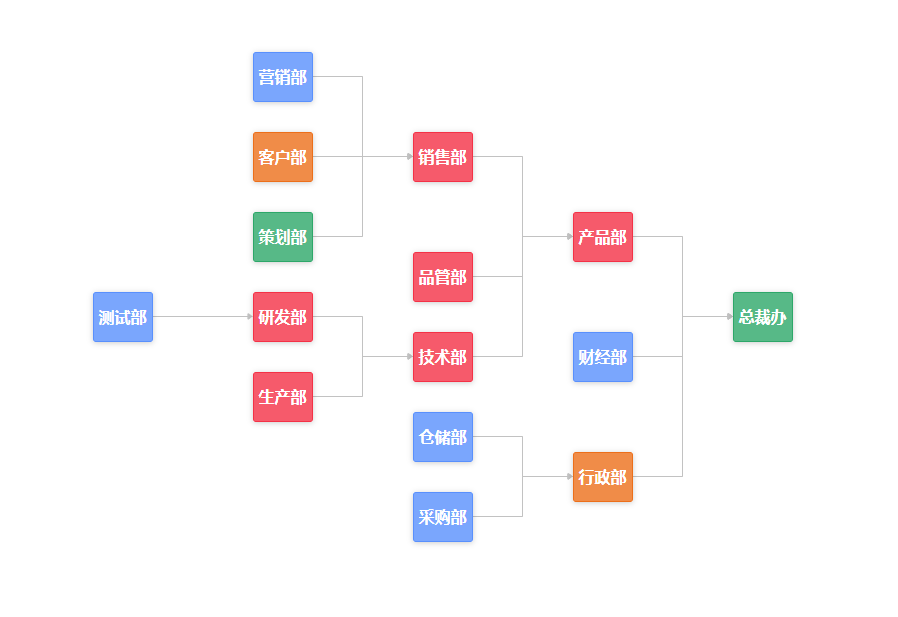 营销部
客户部
销售部
策划部
产品部
品管部
测试部
研发部
总裁办
技术部
财经部
生产部
仓储部
行政部
采购部